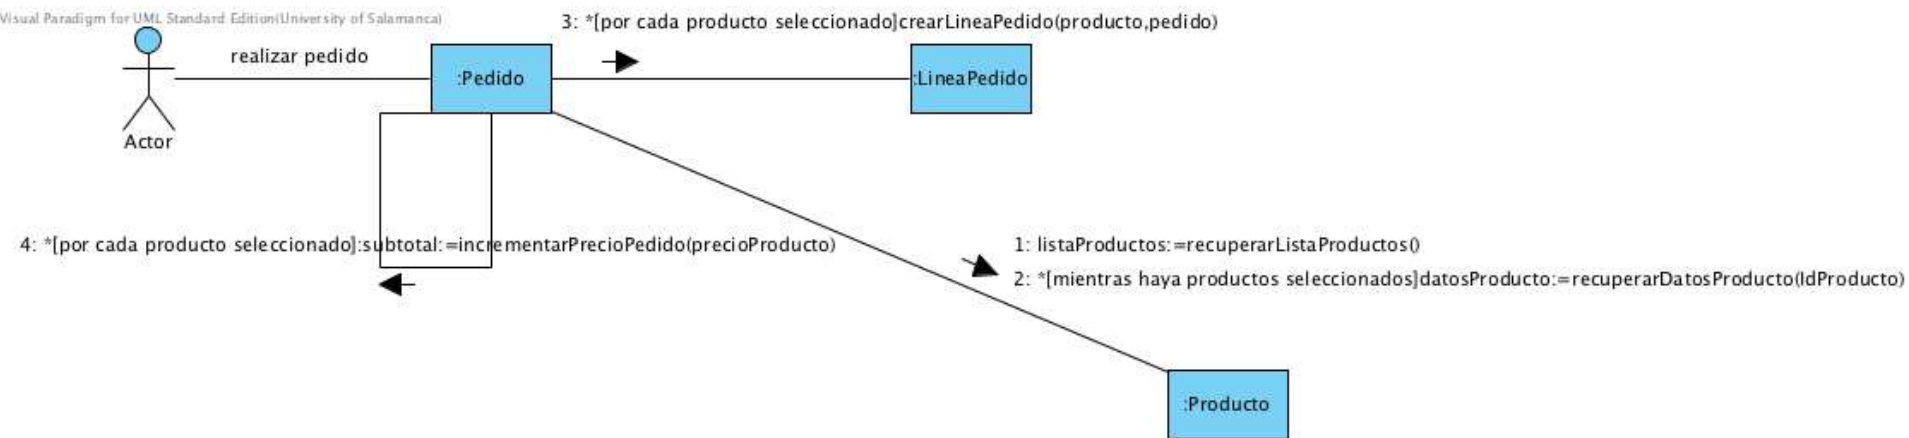 Visual Paradigm for UML Standard Edition(University of Salamanca)
3: *[por cada producto seleccionado]crearLineaPedido(producto,pedido)
realizar pedido
:Pedido
:LineaPedido
Actor
4: *[por cada producto seleccionado]:subtotal:=incrementarPrecioPedido(precioProducto)
1: listaProductos:=recuperarListaProductos()
2: *[mientras haya productos seleccionados]datosProducto:=recuperarDatosProducto(IdProducto)
:Producto